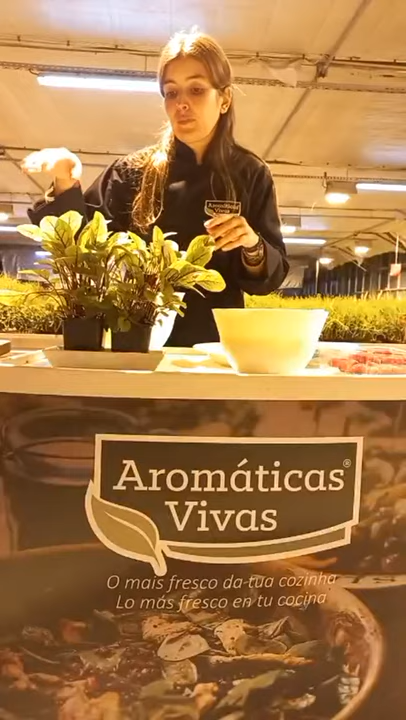 Aromáticas
Vivas®
O mais fresco da tua cozinha
Lo más fresco en tu cocina